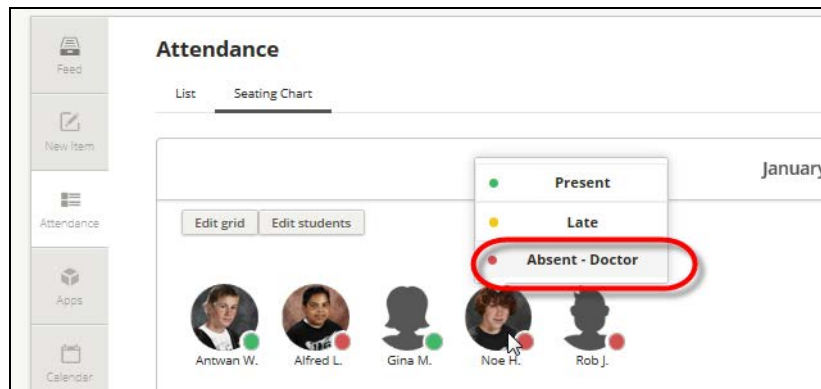 Attendance
List Seating Chart
Feed
New Item
Attendance
Apps
Calendar
January
Edit grid Edit students
Present
Late
Absent - Doctor
Antwan W. Alfred L. Gina M. Noe H. Rob J.